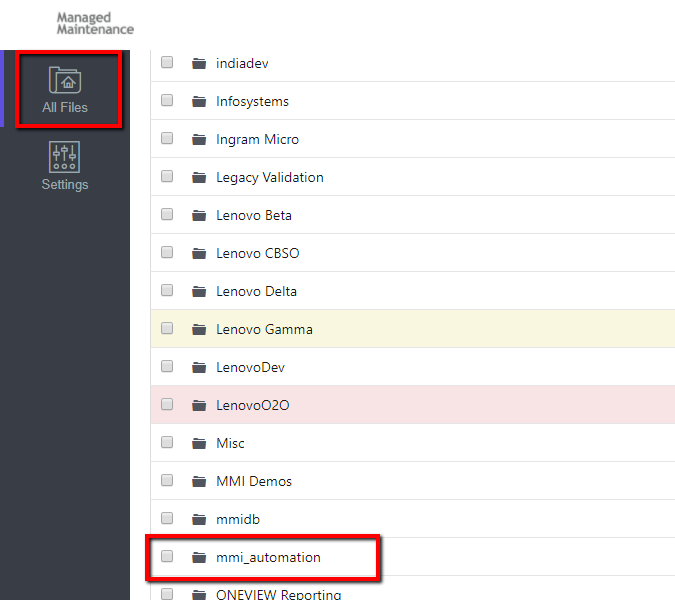 Managed
Maintenance
All Files
Settings
indiadev
Infosystems
Ingram Micro
Legacy Validation
Lenovo Beta
Lenovo CBSO
Lenovo Delta
Lenovo Gamma
LenovoDev
LenovoO2O
Misc
MMI Demos
mmidb
mmi_automation
ONEVIEW Reporting